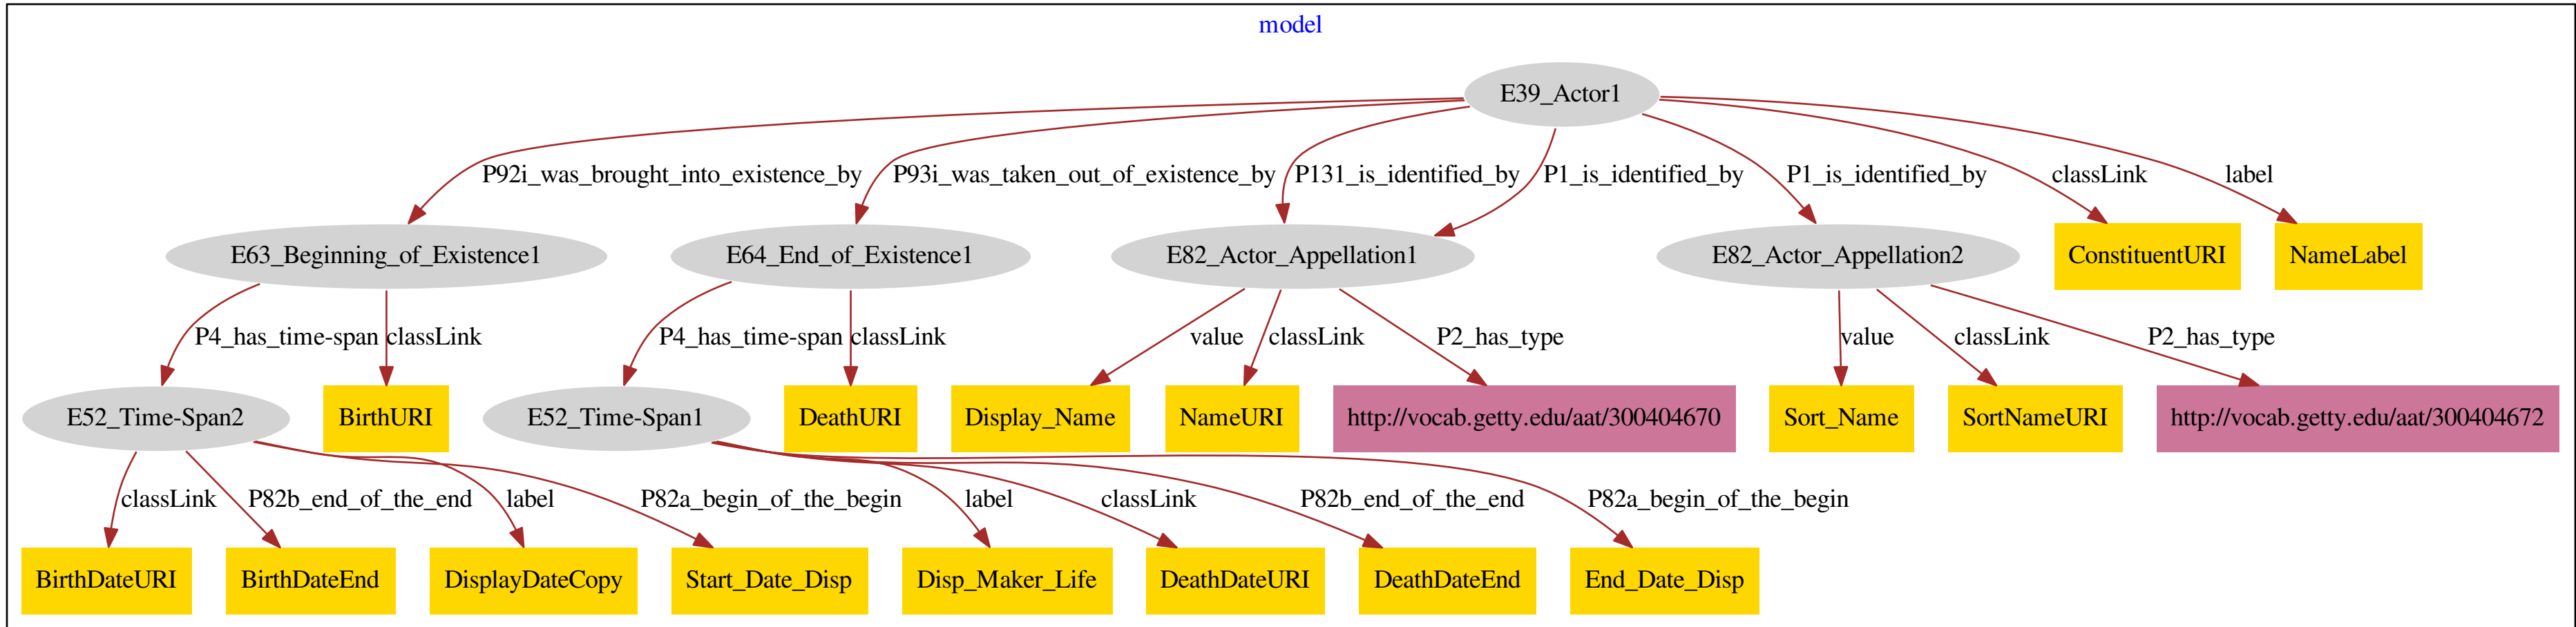 model
E39_Actor1
P92i_was_brought_into_existence_by
P93i_was_taken_out_of_existence_by
P131_is_identified_by
P1_is_identified_by
P1_is_identified_by
classLink
label
E63_Beginning_of_Existence1
E64_End_of_Existence1
E82_Actor_Appellation1
E82_Actor_Appellation2
ConstituentURI
NameLabel
P4_has_time-span
classLink
P4_has_time-span
classLink
value
classLink
P2_has_type
value
classLink
P2_has_type
E52_Time-Span2
BirthURI
E52_Time-Span1
DeathURI
Display_Name
NameURI
http://vocab.getty.edu/aat/300404670
Sort_Name
SortNameURI
http://vocab.getty.edu/aat/300404672
classLink
P82b_end_of_the_end
label
P82a_begin_of_the_begin
label
classLink
P82b_end_of_the_end
P82a_begin_of_the_begin
BirthDateURI
BirthDateEnd
DisplayDateCopy
Start_Date_Disp
Disp_Maker_Life
DeathDateURI
DeathDateEnd
End_Date_Disp